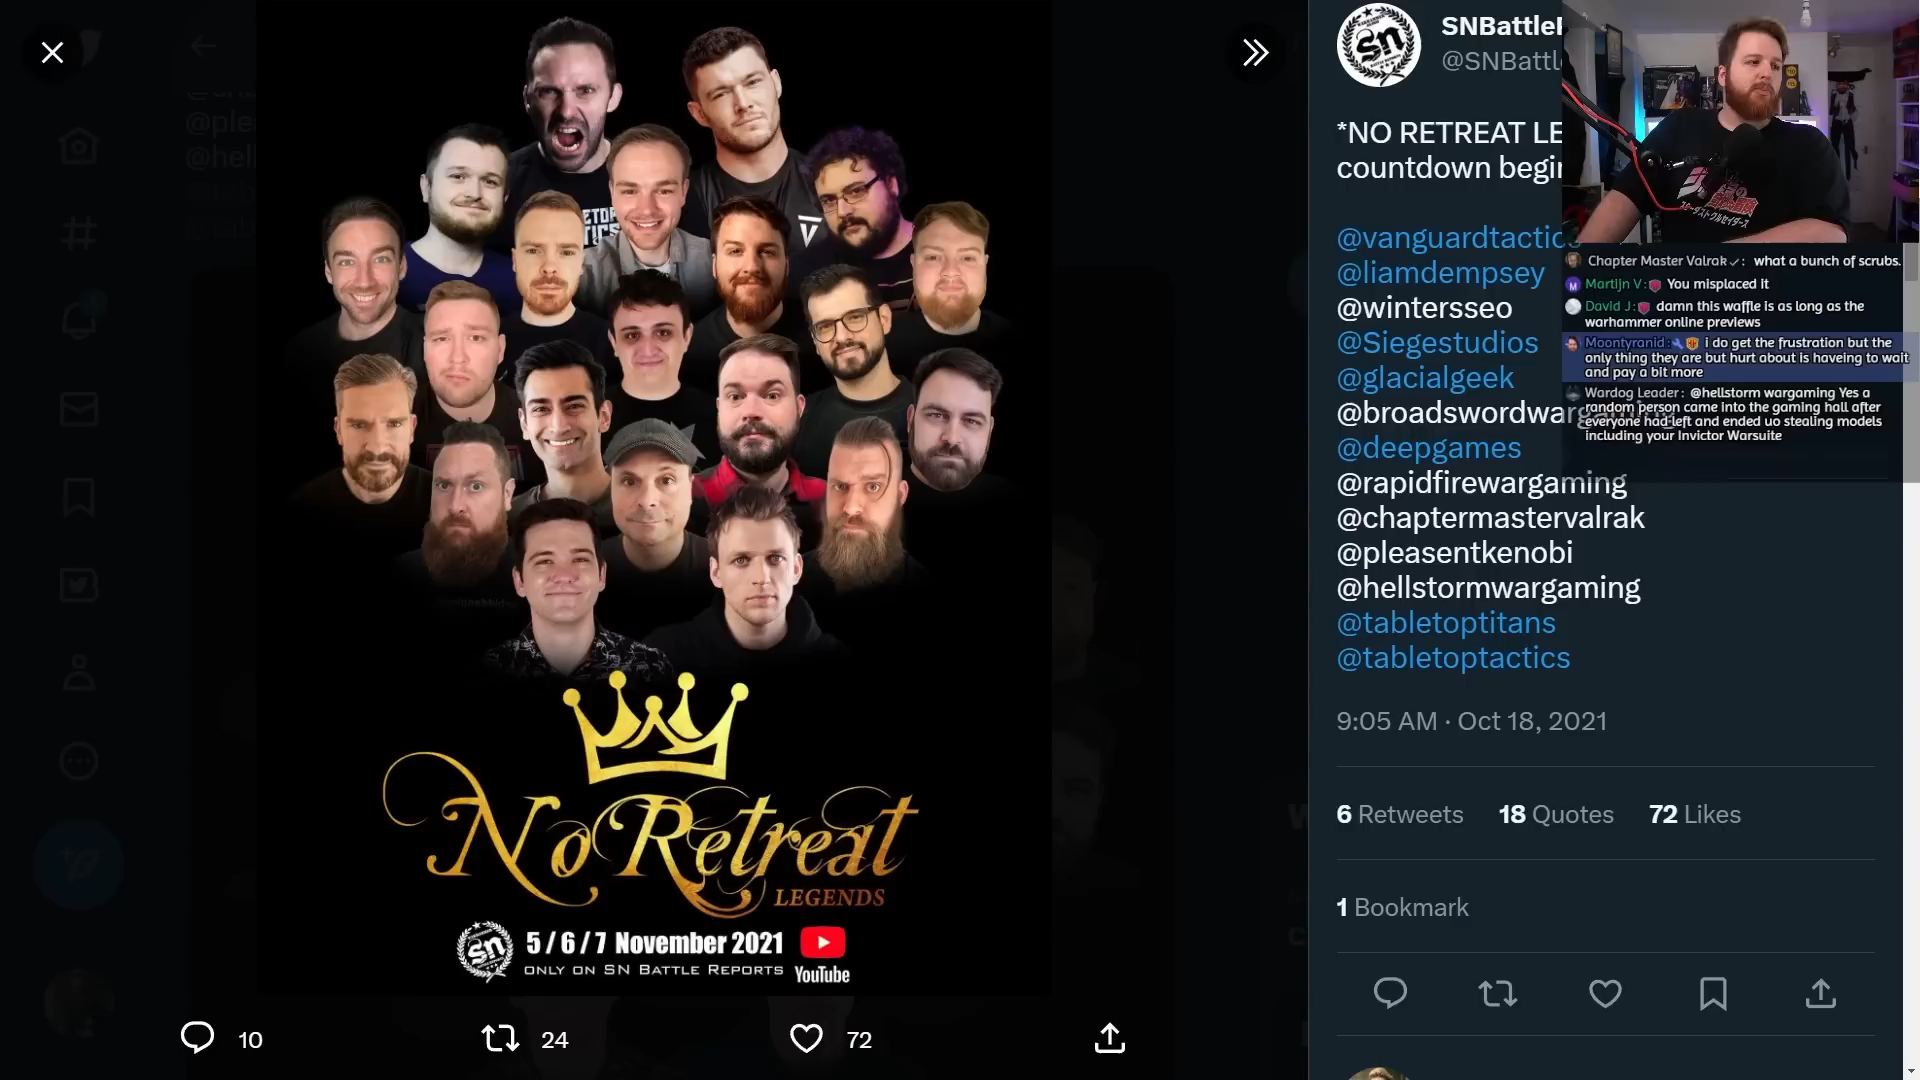 SNBattleR
@SNBattl
*NO RETREAT LE
countdown begin
@vanguardtactics
@liamdempsey
@wintersseo
@Siegestudios
@glacialgeek
@broadswordwargaming
@deepgames
@rapidfirewargaming
@chaptermastervalrak
@pleasentkenobi
@hellstormwargaming
@tabletoptitans
@tabletoptactics
9:05 AM · Oct 18, 2021
6 Retweets 18 Quotes 72 Likes
1 Bookmark
Chapter Master Valrak: what a bunch of scrubs.
Martijn V: You misplaced it
David J: damn this waffle is as long as the
warhammer online previews
Moontyranid: i do get the frustration but the
only thing they are but hurt about is haveing to wait
and pay a bit more
Wardog Leader: @hellstorm wargaming Yes a
random person came into the gaming hall after
everyone had left and ended uo stealing models
including your Invictor Warsuite
No Retreat
LEGENDS
Sn
5 / 6 / 7 November 2021
ONLY ON SN BATTLE REPORTS
YouTube
10
24
72